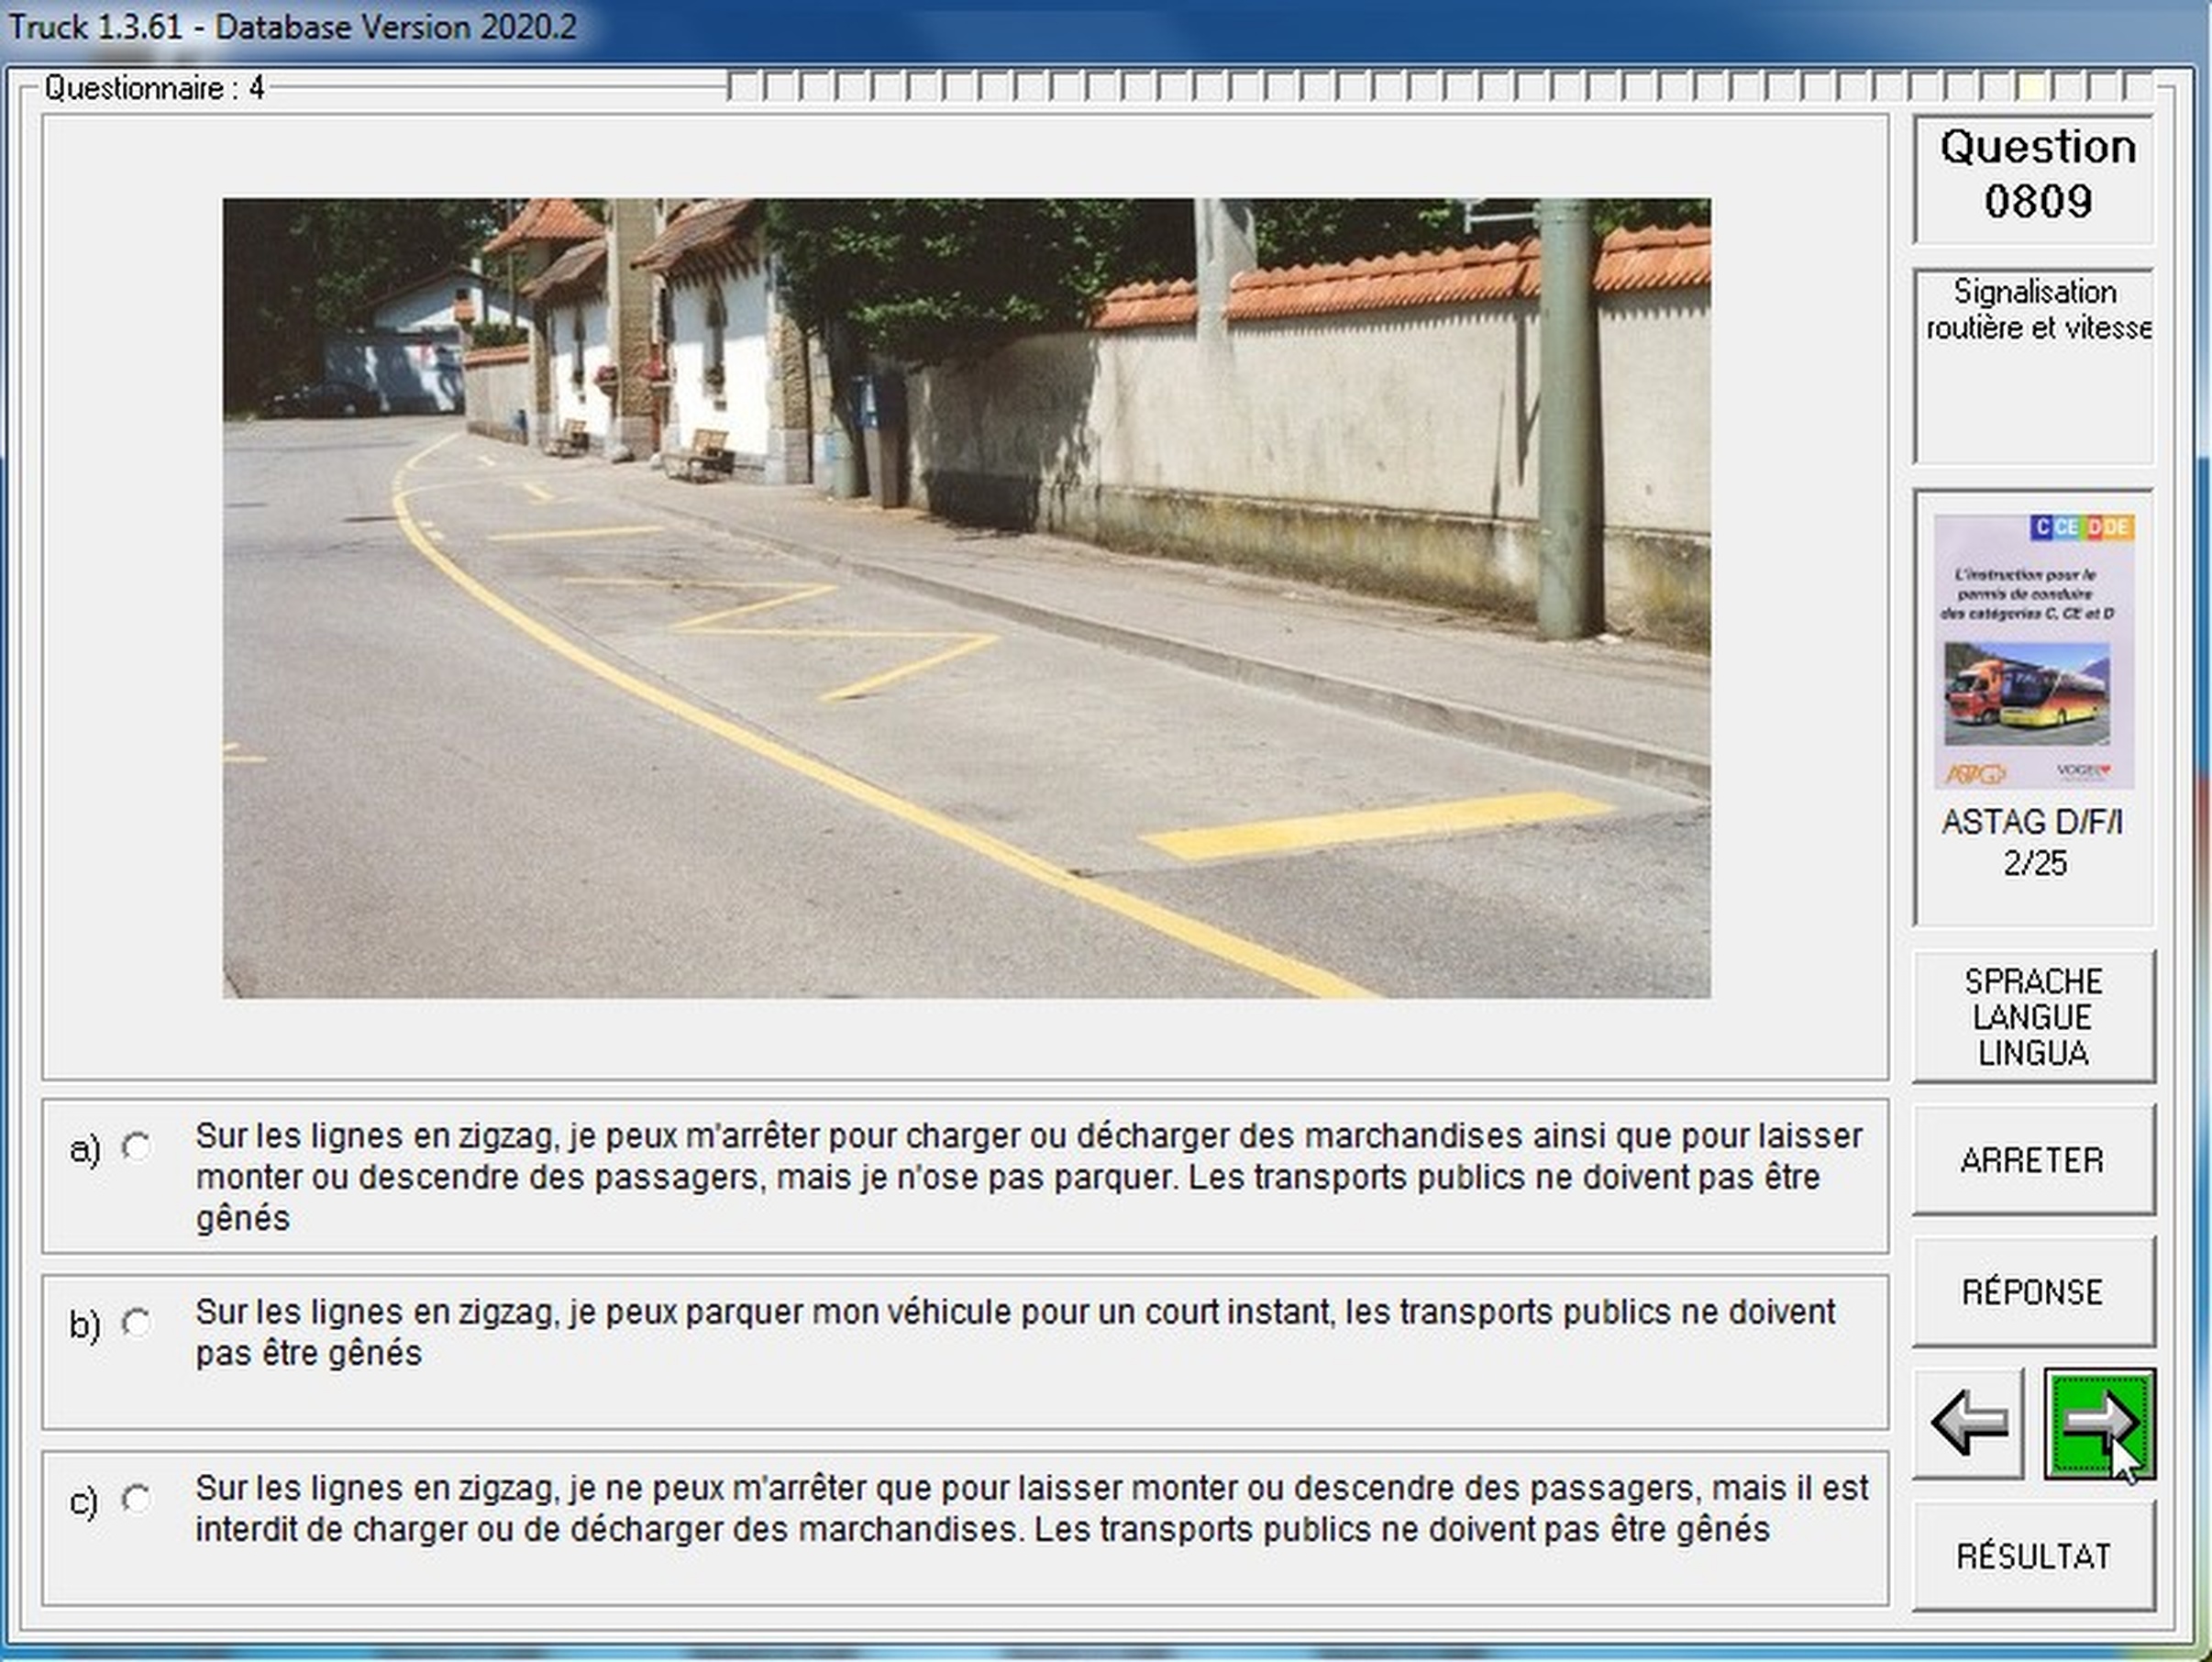 Truck 1.3.61 - Database Version 2020.2
Questionnaire : 4
Question
0809
Signalisation
routière et vitesse
C CE D DE
L'instruction pour le
permis de conduire
des catégories C, CE et D
ASTAG
VOGEL
ASTAG D/F/I
2/25
SPRACHE
LANGUE
LINGUA
ARRETER
RÉPONSE
RÉSULTAT
a) Sur les lignes en zigzag, je peux m'arrêter pour charger ou décharger des marchandises ainsi que pour laisser
monter ou descendre des passagers, mais je n'ose pas parquer. Les transports publics ne doivent pas être
gênés
b) Sur les lignes en zigzag, je peux parquer mon véhicule pour un court instant, les transports publics ne doivent
pas être gênés
c) Sur les lignes en zigzag, je ne peux m'arrêter que pour laisser monter ou descendre des passagers, mais il est
interdit de charger ou de décharger des marchandises. Les transports publics ne doivent pas être gênés